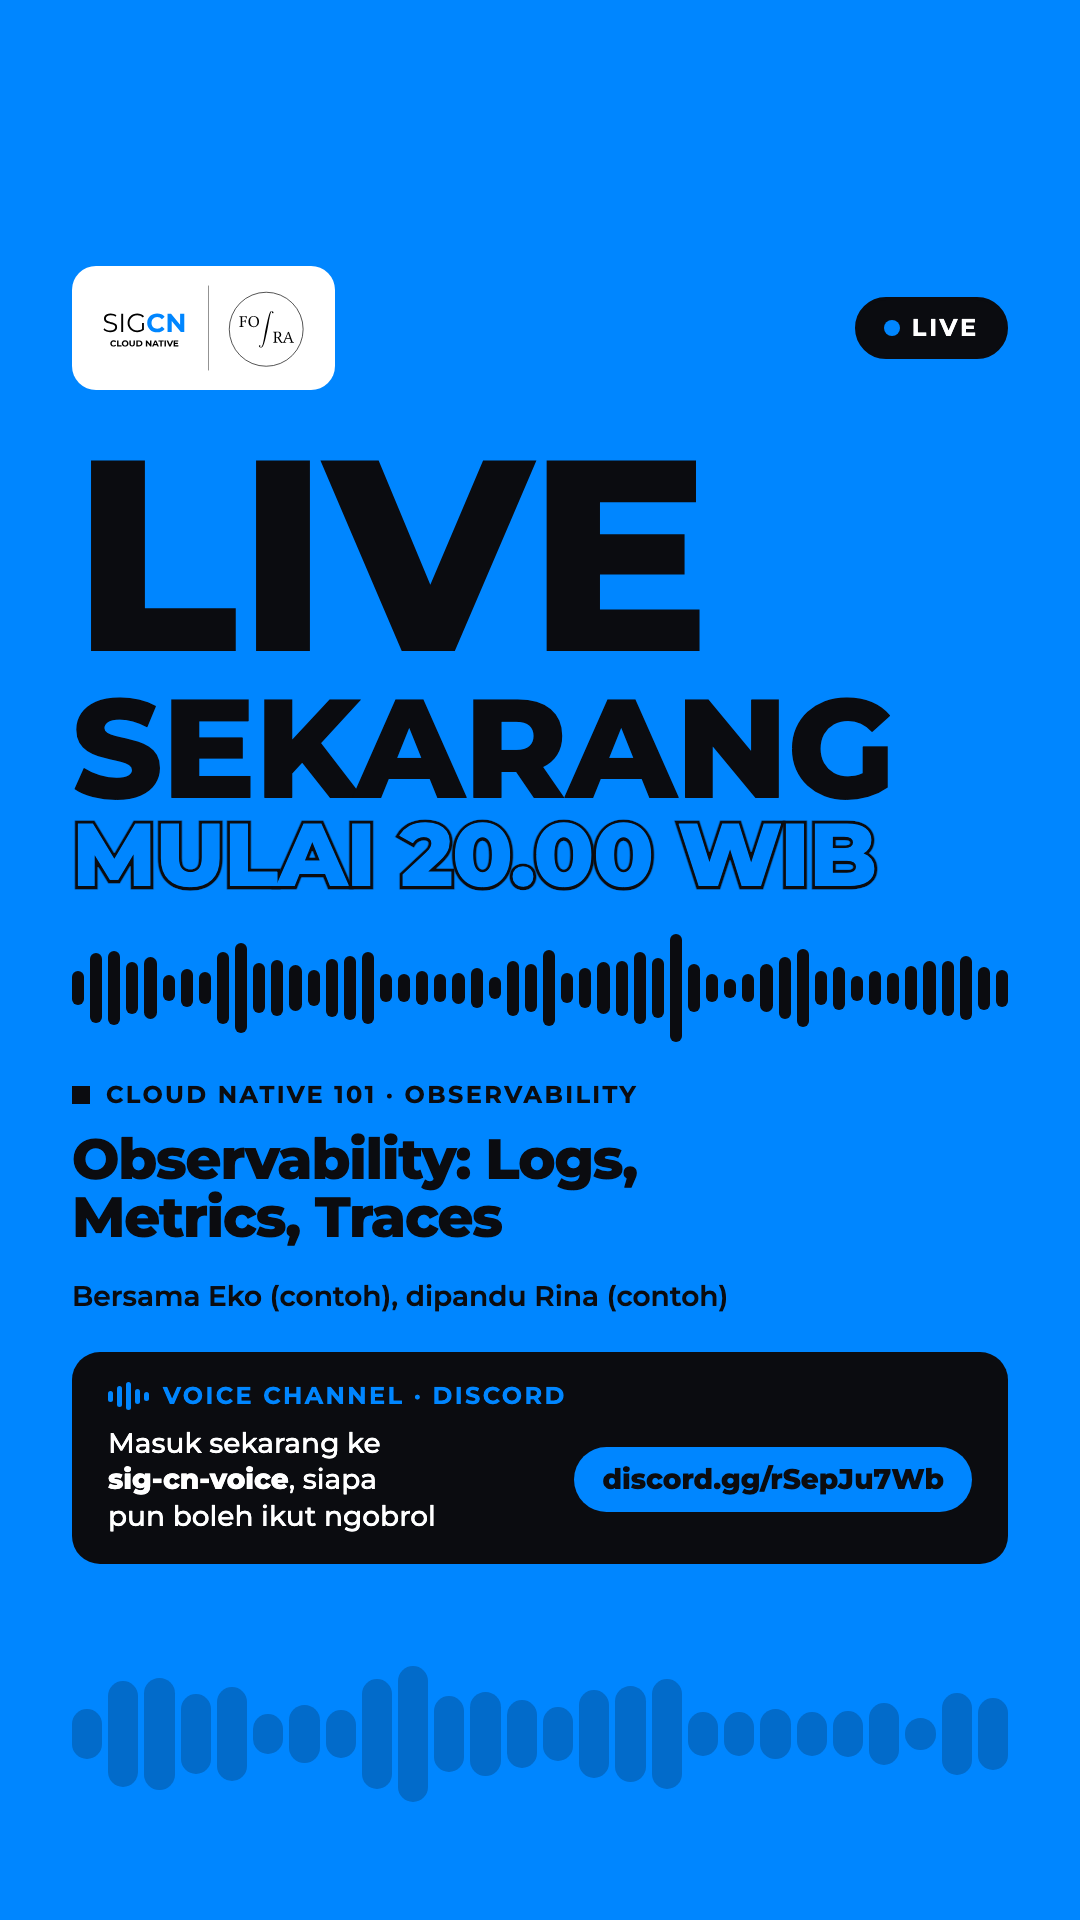 SIGCN
CLOUD NATIVE
FO
RA
LIVE
LIVE
SEKARANG
MULAI 20.00 WIB
CLOUD NATIVE 101 · OBSERVABILITY
Observability: Logs,
Metrics, Traces
Bersama Eko (contoh), dipandu Rina (contoh)
VOICE CHANNEL · DISCORD
Masuk sekarang ke
sig-cn-voice, siapa
pun boleh ikut ngobrol
discord.gg/rSepJu7Wb